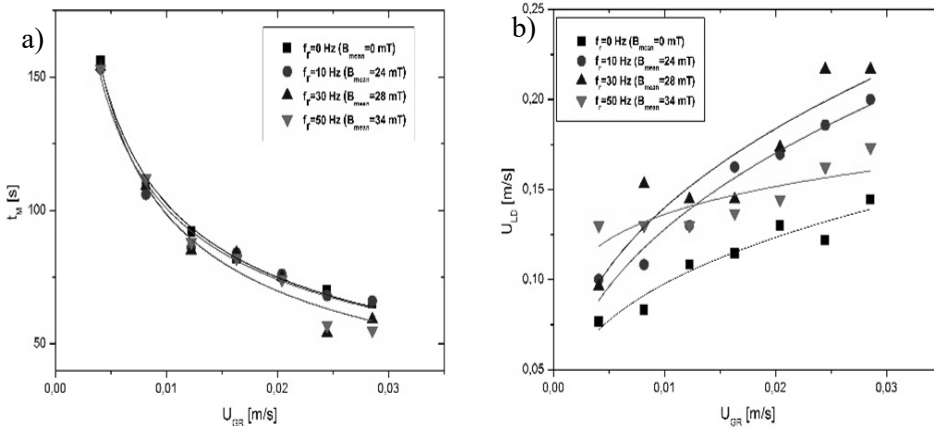 a)
f_r=0 Hz (B_mean=0 mT)
f_r=10 Hz (B_mean=24 mT)
f_r=30 Hz (B_mean=28 mT)
f_r=50 Hz (B_mean=34 mT)
150
100
50
t_M [s]
0,00 0,01 0,02 0,03
U_GR [m/s]
b)
f_r=0 Hz (B_mean=0 mT)
f_r=10 Hz (B_mean=24 mT)
f_r=30 Hz (B_mean=28 mT)
f_r=50 Hz (B_mean=34 mT)
0,20
0,15
0,10
0,05
U_LD [m/s]
0,00 0,01 0,02 0,03
U_GR [m/s]